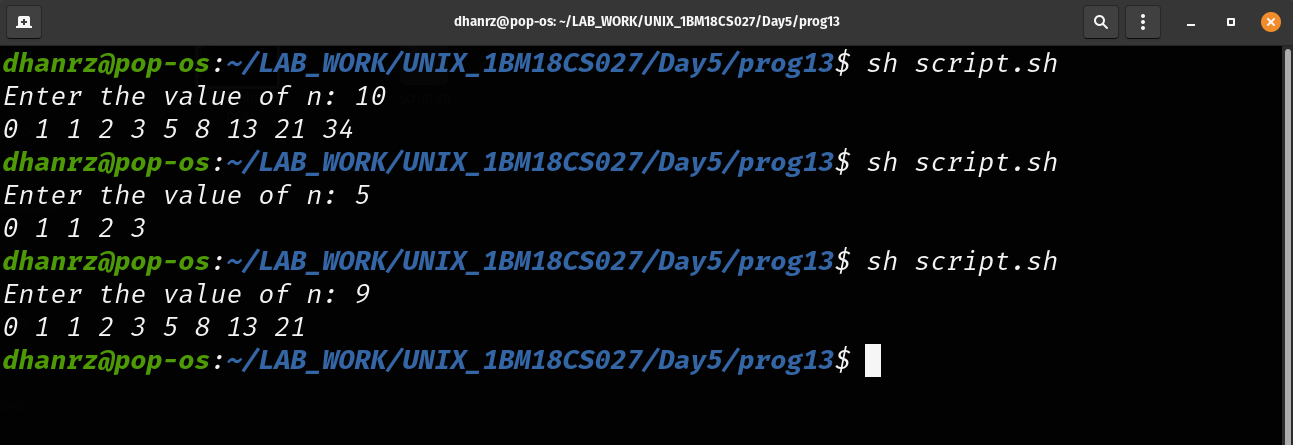 dhanrz@pop-os: ~/LAB_WORK/UNIX_1BM18CS027/Day5/prog13
dhanrz@pop-os:~/LAB_WORK/UNIX_1BM18CS027/Day5/prog13$ sh script.sh
Enter the value of n: 10
0 1 1 2 3 5 8 13 21 34
dhanrz@pop-os:~/LAB_WORK/UNIX_1BM18CS027/Day5/prog13$ sh script.sh
Enter the value of n: 5
0 1 1 2 3
dhanrz@pop-os:~/LAB_WORK/UNIX_1BM18CS027/Day5/prog13$ sh script.sh
Enter the value of n: 9
0 1 1 2 3 5 8 13 21
dhanrz@pop-os:~/LAB_WORK/UNIX_1BM18CS027/Day5/prog13$